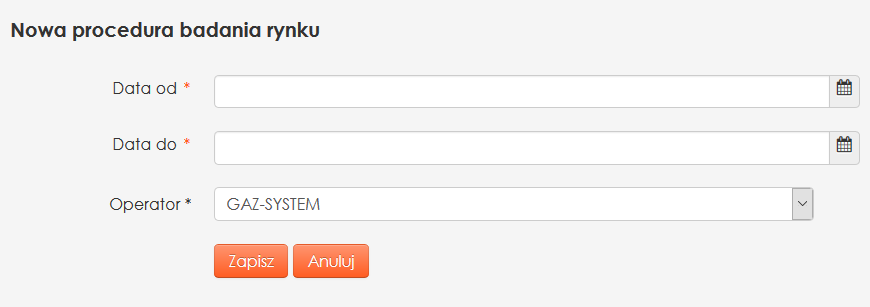 Nowa procedura badania rynku
Data od *
Data do *
Operator * GAZ-SYSTEM
Zapisz Anuluj